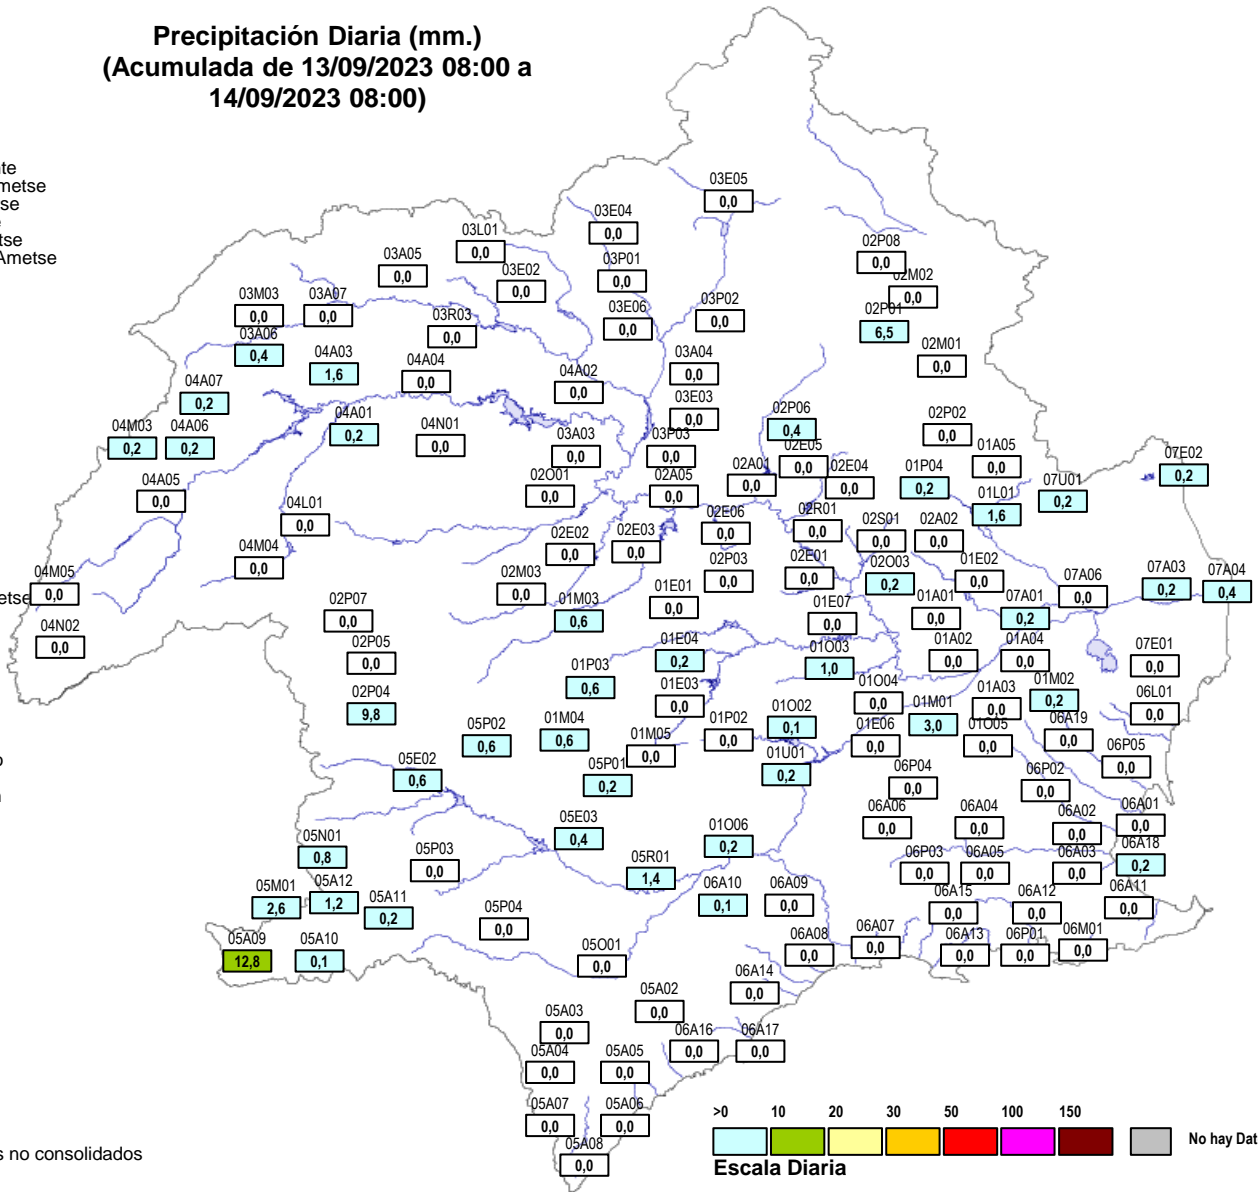 Precipitación Diaria (mm.)
(Acumulada de 13/09/2023 08:00 a
14/09/2023 08:00)
03E05
0,0
03E04
0,0
03L01
0,0
03A05
0,0
03P01
0,0
03E02
0,0
02P08
0,0
02M02
0,0
03M03
0,0
03A07
0,0
03E06
0,0
03P02
0,0
02P01
6,5
03R03
0,0
03A06
0,4
04A03
1,6
04A04
0,0
04A02
0,0
03A04
0,0
02M01
0,0
04A07
0,2
03E03
0,0
04M03
0,2
04A06
0,2
04A01
0,2
04N01
0,0
02P06
0,4
02P02
0,0
03A03
0,0
03P03
0,0
02E05
0,0
01A05
0,0
07E02
0,2
04A05
0,0
02O01
0,0
02A05
0,0
02A01
0,0
02E04
0,0
01P04
0,2
07U01
0,2
01L01
1,6
04L01
0,0
02E06
0,0
02R01
0,0
02S01
0,0
02A02
0,0
04M04
0,0
02E02
0,0
02E03
0,0
04M05
0,0
02M03
0,0
02P03
0,0
02E01
0,0
02O03
0,2
01E02
0,0
07A06
0,0
07A03
0,2
07A04
0,4
02P07
0,0
01M03
0,6
01E01
0,0
01E07
0,0
01A01
0,0
07A01
0,2
04N02
0,0
02P05
0,0
01E04
0,2
01O03
1,0
01A02
0,0
01A04
0,0
07E01
0,0
01P03
0,6
01E03
0,0
01O04
0,0
01A03
0,0
01M02
0,2
06L01
0,0
02P04
9,8
01M01
3,0
05P02
0,6
01M04
0,6
01M05
0,0
01P02
0,0
01O02
0,1
01E06
0,0
01O05
0,0
06A19
0,0
05E02
0,6
05P01
0,2
01U01
0,2
06P04
0,0
06P02
0,0
06P05
0,0
05E03
0,4
01O06
0,2
06A06
0,0
06A04
0,0
06A02
0,0
06A01
0,0
05N01
0,8
05P03
0,0
05R01
1,4
06P03
0,0
06A05
0,0
06A03
0,0
06A18
0,2
05M01
2,6
05A12
1,2
05A11
0,2
06A10
0,1
06A09
0,0
06A15
0,0
06A12
0,0
06A11
0,0
05P04
0,0
05A09
12,8
05A10
0,1
05O01
0,0
06A08
0,0
06A07
0,0
06A13
0,0
06P01
0,0
06M01
0,0
06A14
0,0
05A02
0,0
05A03
0,0
06A16
0,0
06A17
0,0
05A04
0,0
05A05
0,0
05A07
0,0
05A06
0,0
05A08
0,0
s no consolidados
>0 10 20 30 50 100 150
No hay Dat
Escala Diaria